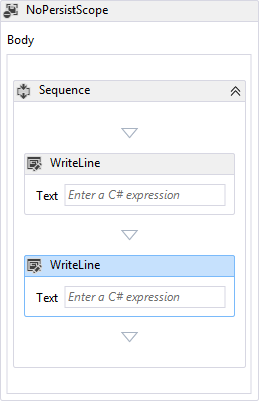 NoPersistScope
Body
Sequence
WriteLine
Text Enter a C# expression
WriteLine
Text Enter a C# expression